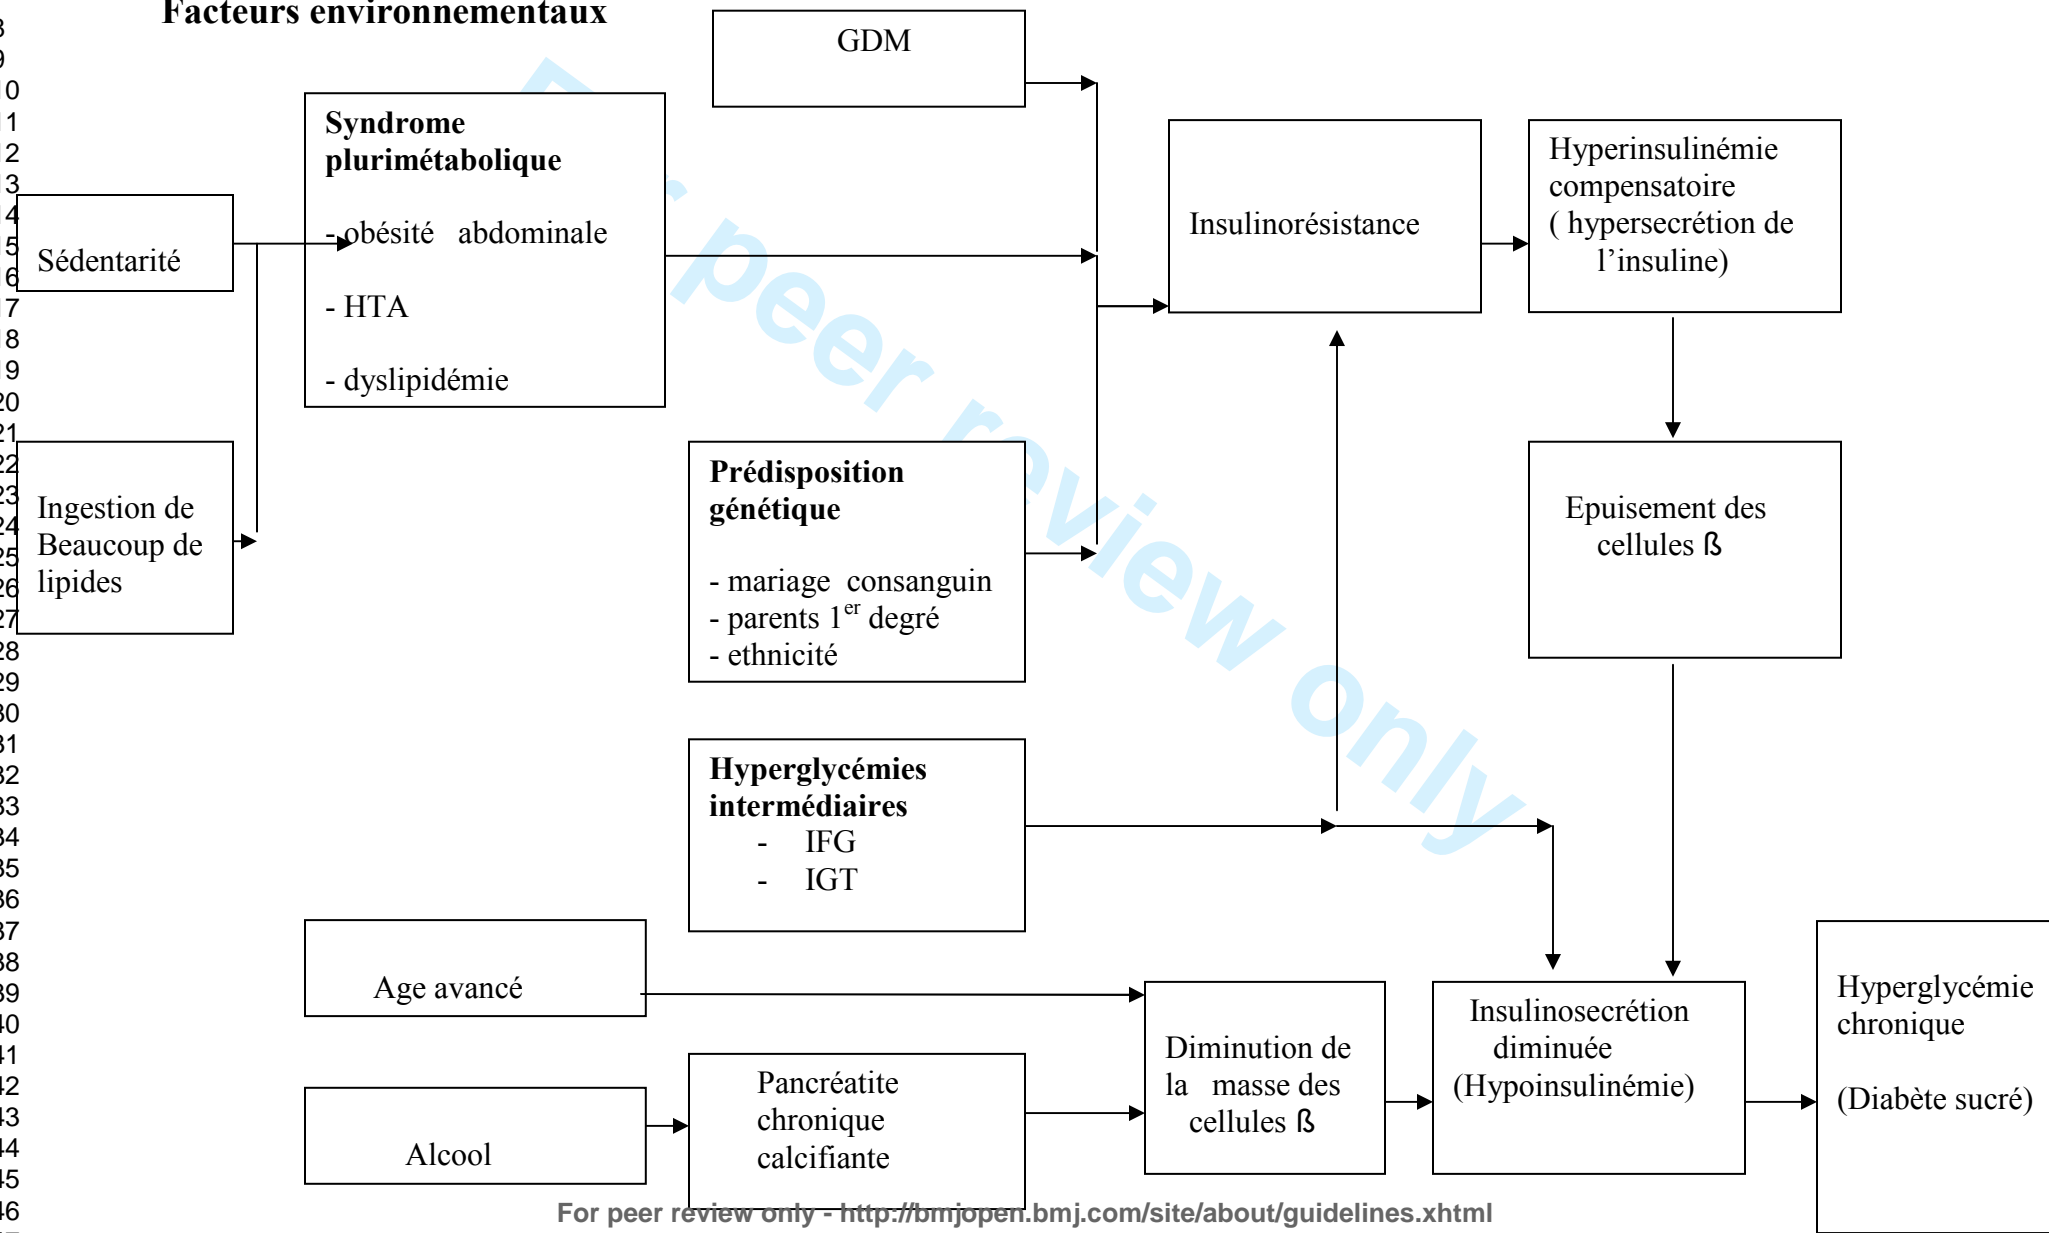 Facteurs environnementaux
GDM
Syndrome
plurimétabolique
- obésité abdominale
- HTA
- dyslipidémie
Sédentarité
Ingestion de
Beaucoup de
lipides
Insulinorésistance
Hyperinsulinémie
compensatoire
( hypersecrétion de
l’insuline)
Prédisposition
génétique
- mariage consanguin
- parents 1er degré
- ethnicité
Epuisement des
cellules ß
Hyperglycémies
intermédiaires
- IFG
- IGT
Age avancé
Alcool
Pancréatite
chronique
calcifiante
Diminution de
la masse des
cellules ß
Insulinosecrétion
diminuée
(Hypoinsulinémie)
Hyperglycémie
chronique
(Diabète sucré)
peer review only
For peer review only - http://bmjopen.bmj.com/site/about/guidelines.xhtml